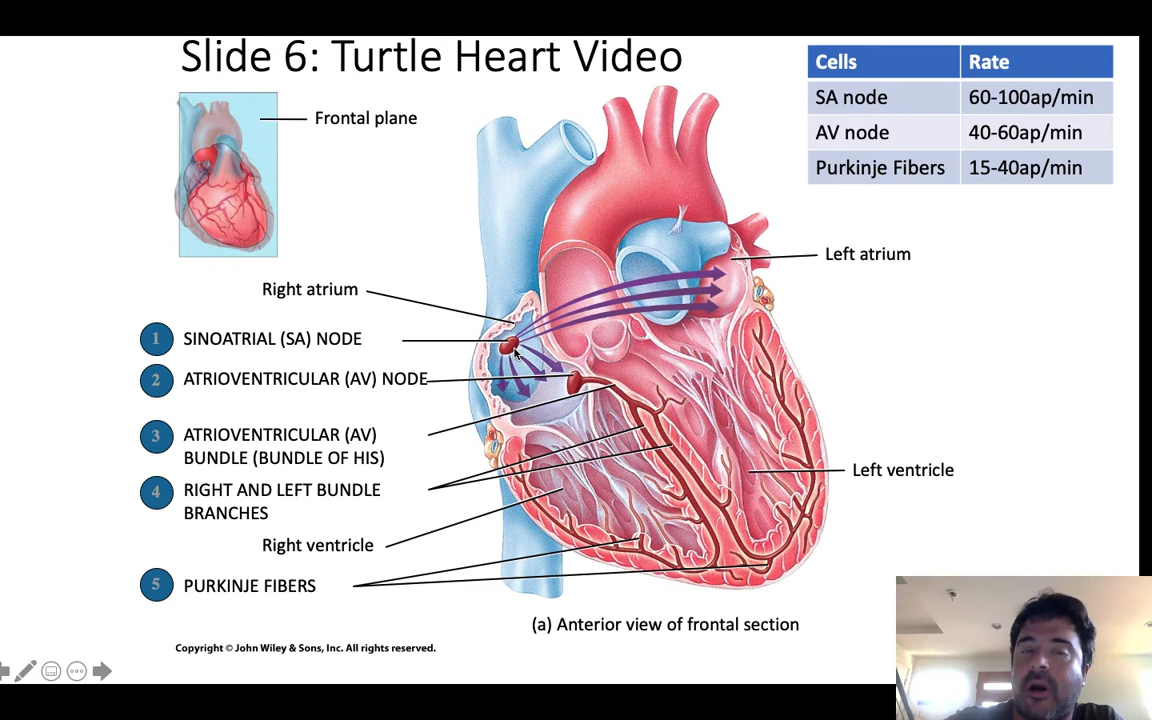 Slide 6: Turtle Heart Video
Cells Rate
SA node 60-100ap/min
AV node 40-60ap/min
Purkinje Fibers 15-40ap/min
Frontal plane
Left atrium
Right atrium
1 SINOATRIAL (SA) NODE
2 ATRIOVENTRICULAR (AV) NODE
3 ATRIOVENTRICULAR (AV)
BUNDLE (BUNDLE OF HIS)
4 RIGHT AND LEFT BUNDLE
BRANCHES
Left ventricle
Right ventricle
5 PURKINJE FIBERS
(a) Anterior view of frontal section
Copyright © John Wiley & Sons, Inc. All rights reserved.